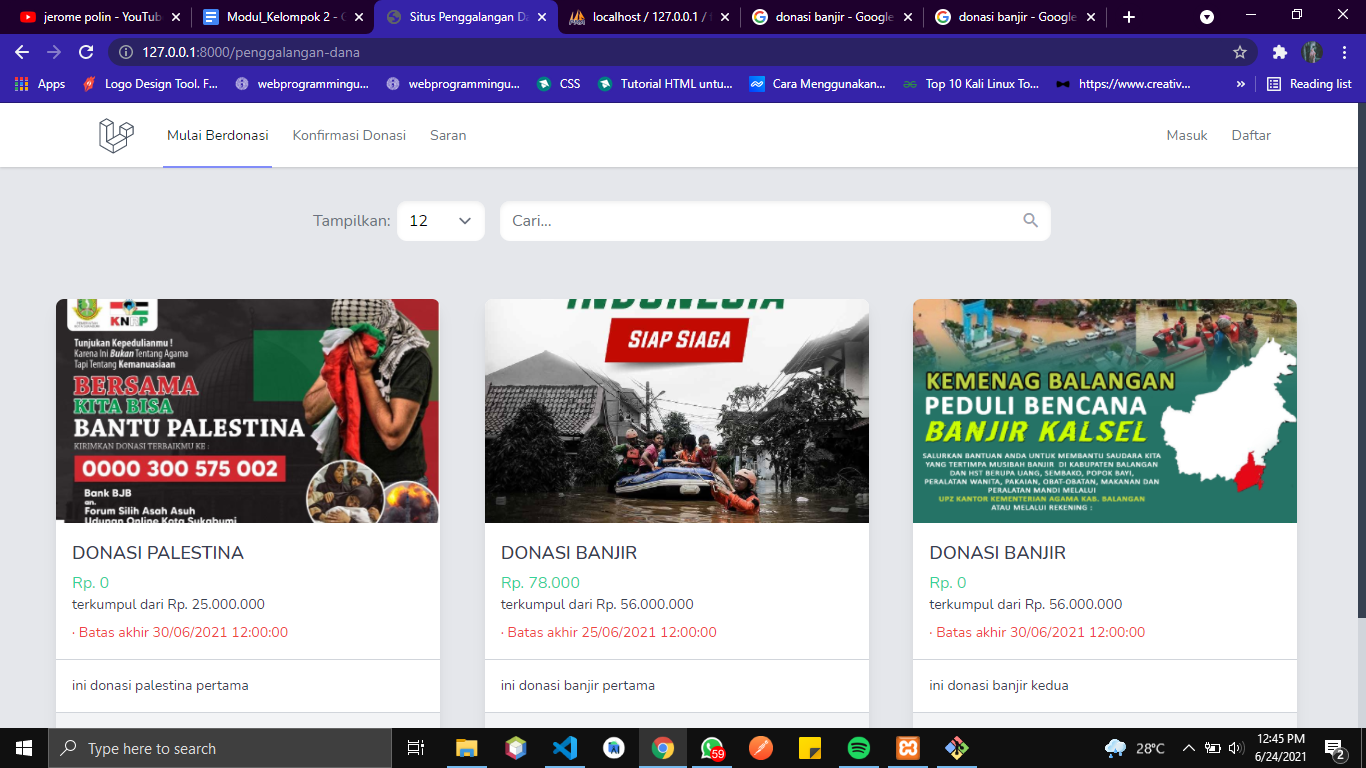 jerome polin - YouTub
Modul_Kelompok 2 - G
Situs Penggalangan Da
localhost / 127.0.0.1 / f
donasi banjir - Google
donasi banjir - Google
127.0.0.1:8000/penggalangan-dana
Apps
Logo Design Tool. F...
webprogrammingu...
webprogrammingu...
CSS
Tutorial HTML untu...
Cara Menggunakan...
Top 10 Kali Linux To...
https://www.creativ...
»
Reading list
Mulai Berdonasi
Konfirmasi Donasi
Saran
Masuk
Daftar
Tampilkan:
12
Cari...
KNRP
Tunjukan Kepedulianmu !
Karena Ini Bukan Tentang Agama
Tapi Tentang Kemanusiaan
BERSAMA
KITA BISA
BANTU PALESTINA
KIRIMKAN DONASI TERBAIKMU KE :
0000 300 575 002
Bank BJB
an.
Forum Silih Asah Asuh
Udunan Online Kota Sukabumi
DONASI PALESTINA
Rp. 0
terkumpul dari Rp. 25.000.000
· Batas akhir 30/06/2021 12:00:00
ini donasi palestina pertama
INDONESIA
SIAP SIAGA
DONASI BANJIR
Rp. 78.000
terkumpul dari Rp. 56.000.000
· Batas akhir 25/06/2021 12:00:00
ini donasi banjir pertama
KEMENAG BALANGAN
PEDULI BENCANA
BANJIR KALSEL
SALURKAN BANTUAN ANDA UNTUK MEMBANTU SAUDARA KITA
YANG TERTIMPA MUSIBAH BANJIR DI KABUPATEN BALANGAN
DAN HST BERUPA UANG, SEMBAKO, POPOK BAYI,
PERALATAN WANITA, PAKAIAN, OBAT-OBATAN, MAKANAN DAN
PERALATAN MANDI MELALUI
UPZ KANTOR KEMENTERIAN AGAMA KAB. BALANGAN
ATAU MELALUI REKENING :
DONASI BANJIR
Rp. 0
terkumpul dari Rp. 56.000.000
· Batas akhir 30/06/2021 12:00:00
ini donasi banjir kedua
Type here to search
59
28°C
12:45 PM
6/24/2021
2